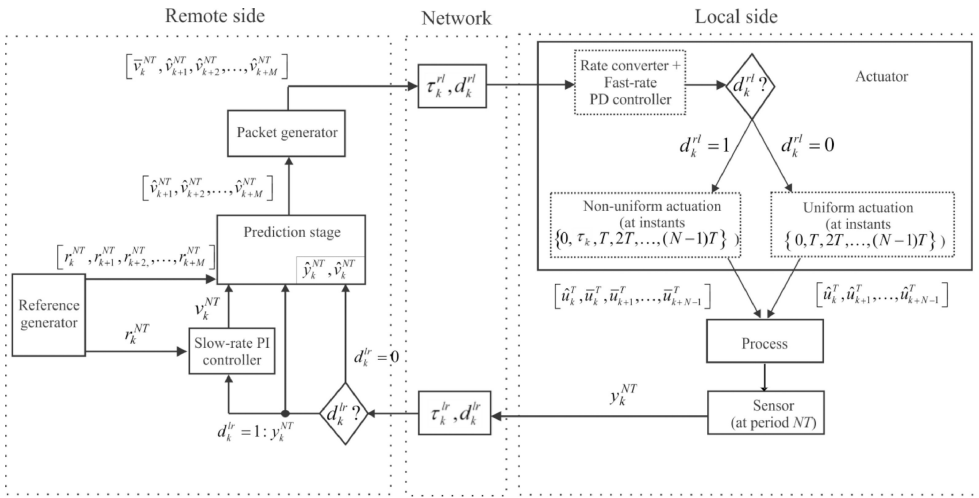 Remote side
Network
Local side
[v̅_k^{NT}, v̂_{k+1}^{NT}, v̂_{k+2}^{NT},..., v̂_{k+M}^{NT}]
Packet generator
[v̂_{k+1}^{NT}, v̂_{k+2}^{NT},..., v̂_{k+M}^{NT}]
Prediction stage
ŷ_k^{NT}, v̂_k^{NT}
[r_k^{NT}, r_{k+1}^{NT}, r_{k+2,}^{NT},..., r_{k+M}^{NT}]
Reference
generator
r_k^{NT}
v_k^{NT}
Slow-rate PI
controller
d_k^{lr} = 0
d_k^{lr} ?
d_k^{lr} = 1: y_k^{NT}
τ_k^{rl}, d_k^{rl}
τ_k^{lr}, d_k^{lr}
Rate converter +
Fast-rate
PD controller
d_k^{rl} ?
Actuator
d_k^{rl} = 1
d_k^{rl} = 0
Non-uniform actuation
(at instants
{0, τ_k, T, 2T,..., (N−1)T} )
Uniform actuation
(at instants
{ 0, T, 2T,..., (N−1)T} )
[û_k^T, u̅_k^T, u̅_{k+1}^T,..., u̅_{k+N-1}^T]
[û_k^T, û_{k+1}^T,..., û_{k+N-1}^T]
Process
Sensor
(at period NT)
y_k^{NT}